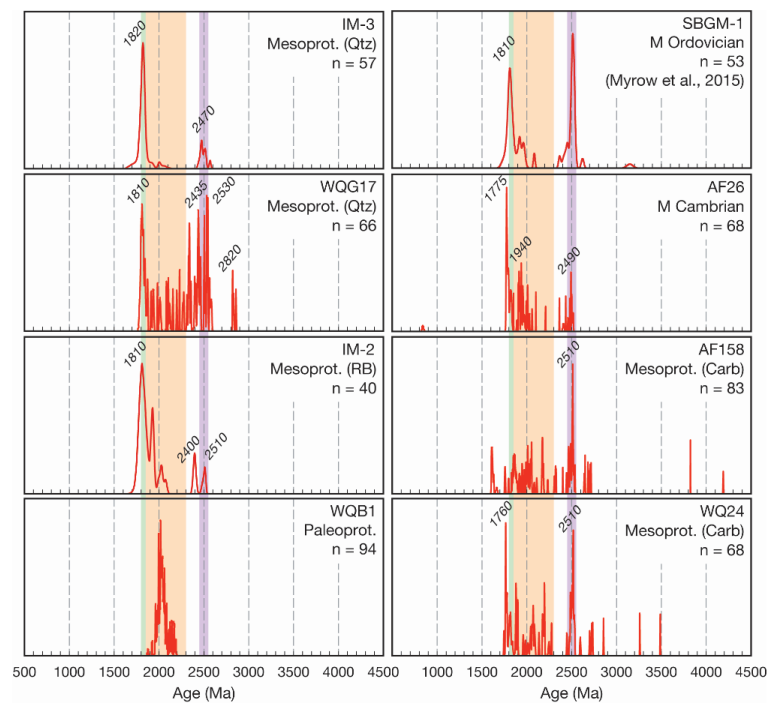 IM-3
Mesoprot. (Qtz)
n = 57
1820
2470
SBGM-1
M Ordovician
n = 53
(Myrow et al., 2015)
1810
WQG17
Mesoprot. (Qtz)
n = 66
1810
2435
2530
2820
AF26
M Cambrian
n = 68
1775
1940
2490
IM-2
Mesoprot. (RB)
n = 40
1810
2400
2510
AF158
Mesoprot. (Carb)
n = 83
2510
WQB1
Paleoprot.
n = 94
WQ24
Mesoprot. (Carb)
n = 68
1760
2510
500 1000 1500 2000 2500 3000 3500 4000 4500
1000 1500 2000 2500 3000 3500 4000 4500
Age (Ma)
Age (Ma)